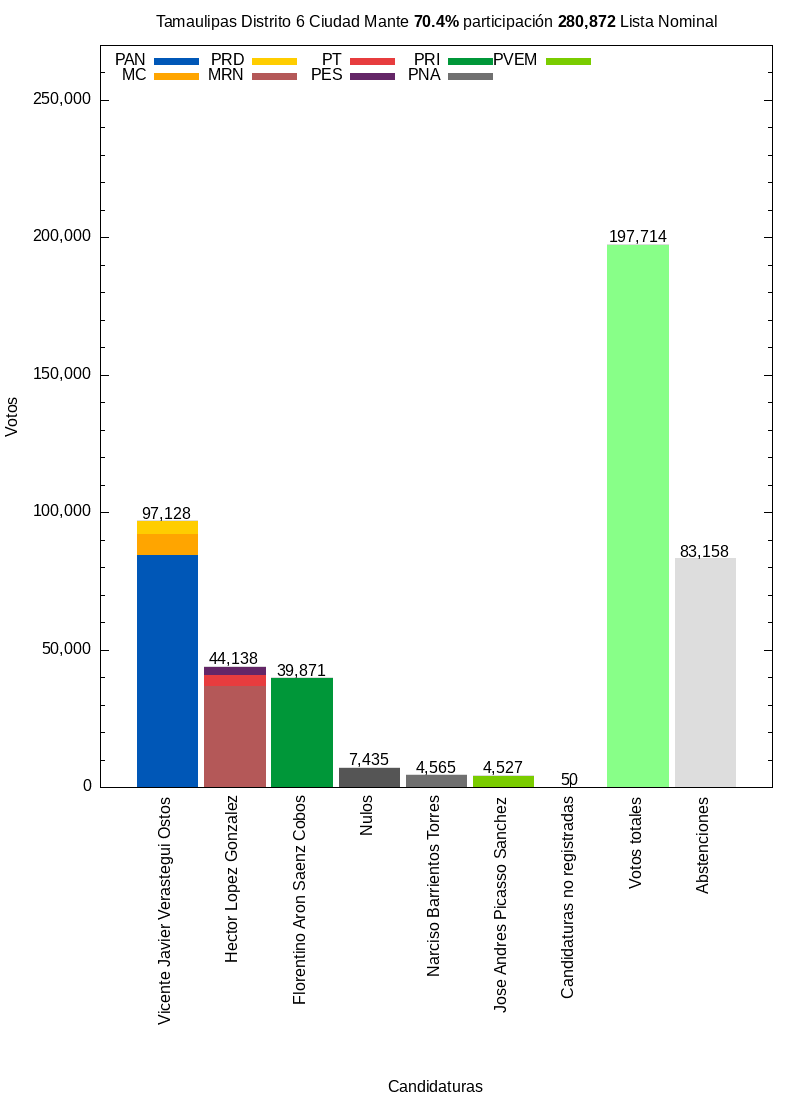 Tamaulipas Distrito 6 Ciudad Mante 70.4% participación 280,872 Lista Nominal
PAN PRD PT PRI PVEM
MC MRN PES PNA
250,000
200,000
150,000
100,000
50,000
0
Votos
97,128
44,138
39,871
7,435
4,565
4,527
50
197,714
83,158
Vicente Javier Verastegui Ostos
Hector Lopez Gonzalez
Florentino Aron Saenz Cobos
Nulos
Narciso Barrientos Torres
Jose Andres Picasso Sanchez
Candidaturas no registradas
Votos totales
Abstenciones
Candidaturas